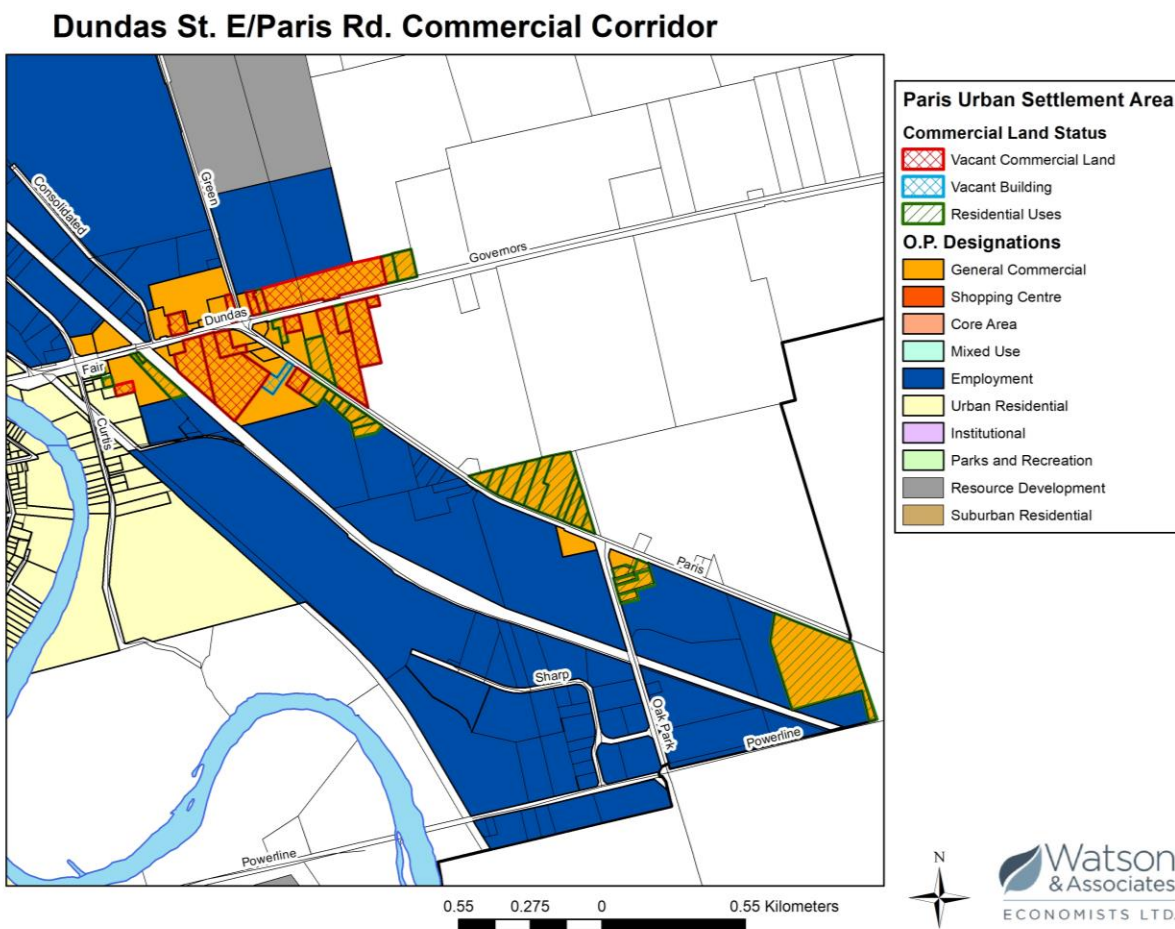 Dundas St. E/Paris Rd. Commercial Corridor
Consolidated
Green
Governors
Dundas
Fair
Curtis
Paris
Sharp
Oak Park
Powerline
Powerline
Paris Urban Settlement Area
Commercial Land Status
Vacant Commercial Land
Vacant Building
Residential Uses
O.P. Designations
General Commercial
Shopping Centre
Core Area
Mixed Use
Employment
Urban Residential
Institutional
Parks and Recreation
Resource Development
Suburban Residential
0.55 0.275 0 0.55 Kilometers
N
Watson
& Associates
ECONOMISTS LTD.